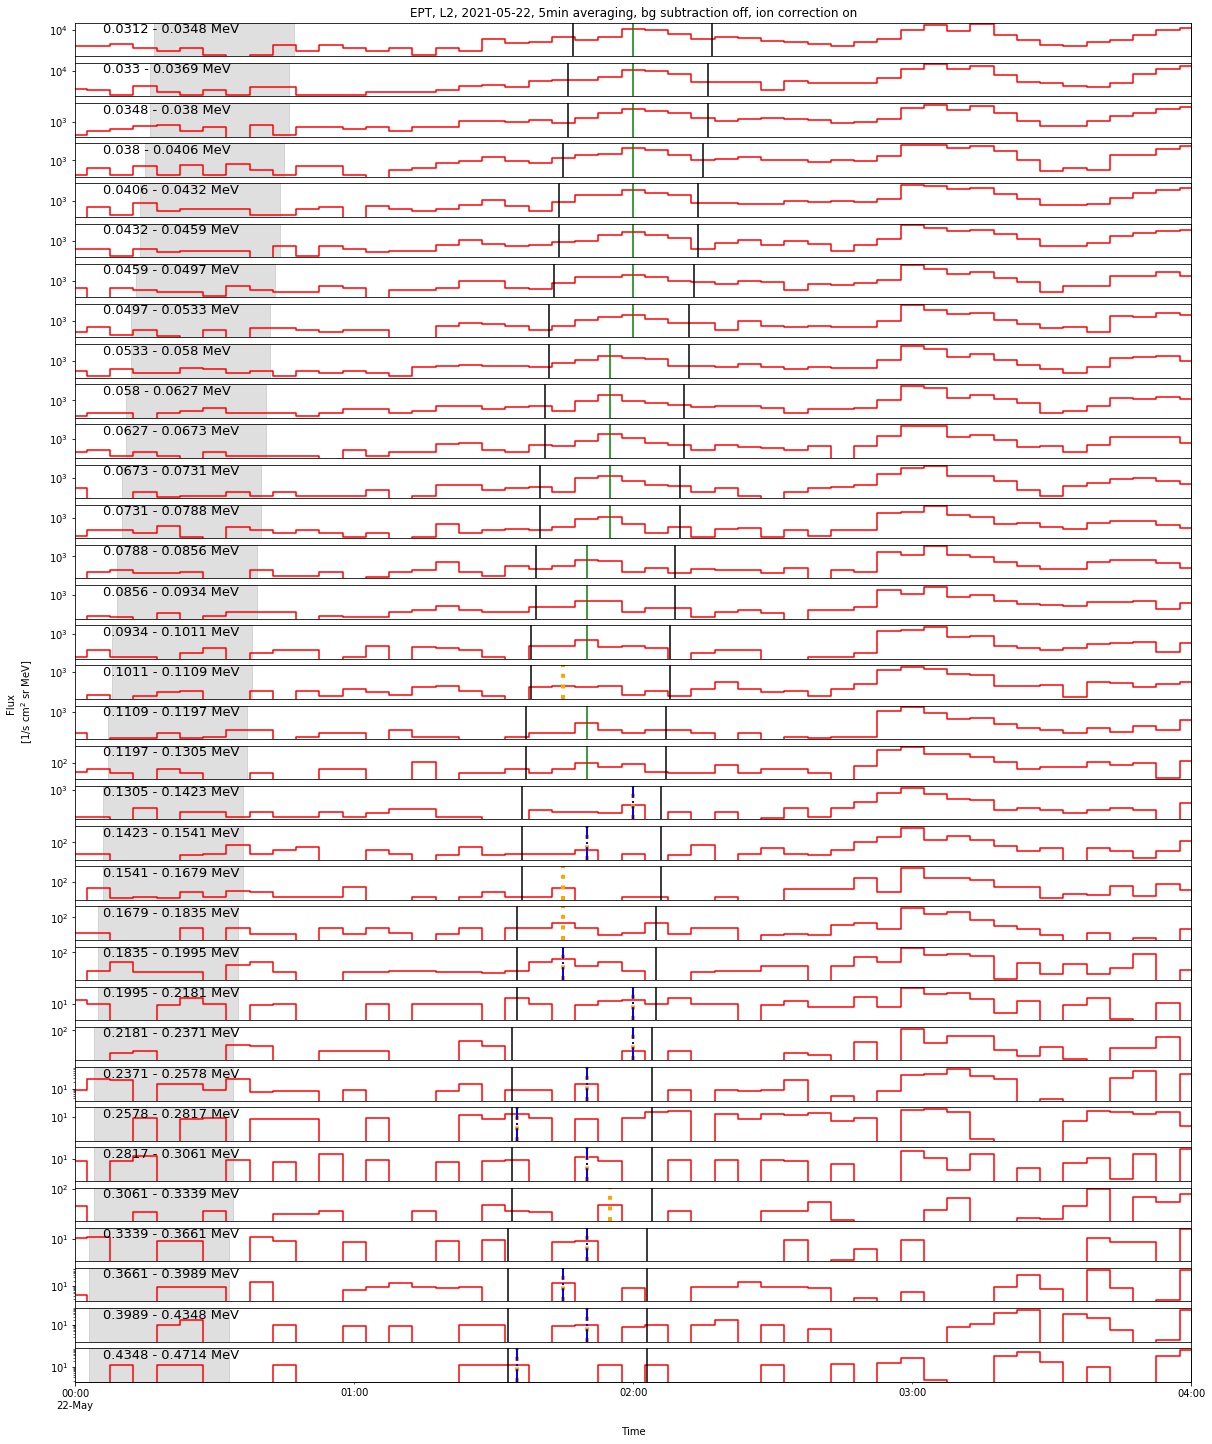 EPT, L2, 2021-05-22, 5min averaging, bg subtraction off, ion correction on
10⁴ 0.0312 - 0.0348 MeV
10⁴ 0.033 - 0.0369 MeV
10³ 0.0348 - 0.038 MeV
10³ 0.038 - 0.0406 MeV
10³ 0.0406 - 0.0432 MeV
10³ 0.0432 - 0.0459 MeV
10³ 0.0459 - 0.0497 MeV
10³ 0.0497 - 0.0533 MeV
10³ 0.0533 - 0.058 MeV
10³ 0.058 - 0.0627 MeV
10³ 0.0627 - 0.0673 MeV
10³ 0.0673 - 0.0731 MeV
10³ 0.0731 - 0.0788 MeV
10³ 0.0788 - 0.0856 MeV
10³ 0.0856 - 0.0934 MeV
10³ 0.0934 - 0.1011 MeV
10³ 0.1011 - 0.1109 MeV
Flux
[1/s cm² sr MeV]
10³ 0.1109 - 0.1197 MeV
10² 0.1197 - 0.1305 MeV
10³ 0.1305 - 0.1423 MeV
10² 0.1423 - 0.1541 MeV
10² 0.1541 - 0.1679 MeV
10² 0.1679 - 0.1835 MeV
10² 0.1835 - 0.1995 MeV
10¹ 0.1995 - 0.2181 MeV
10² 0.2181 - 0.2371 MeV
10¹ 0.2371 - 0.2578 MeV
10¹ 0.2578 - 0.2817 MeV
10¹ 0.2817 - 0.3061 MeV
10² 0.3061 - 0.3339 MeV
10¹ 0.3339 - 0.3661 MeV
10¹ 0.3661 - 0.3989 MeV
10¹ 0.3989 - 0.4348 MeV
10¹ 0.4348 - 0.4714 MeV
00:00 01:00 02:00 03:00 04:00
22-May
Time